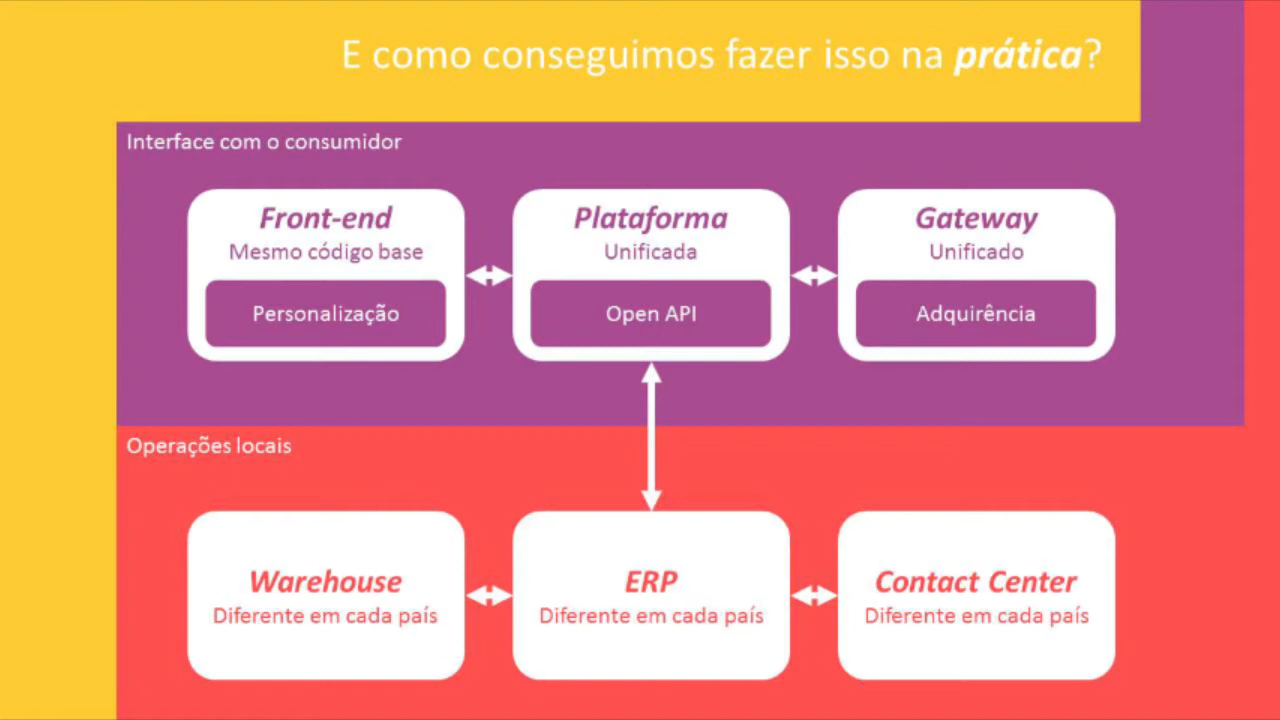 E como conseguimos fazer isso na prática?
Interface com o consumidor
Front-end
Mesmo código base
Personalização
Plataforma
Unificada
Open API
Gateway
Unificado
Adquirência
Operações locais
Warehouse
Diferente em cada país
ERP
Diferente em cada país
Contact Center
Diferente em cada país